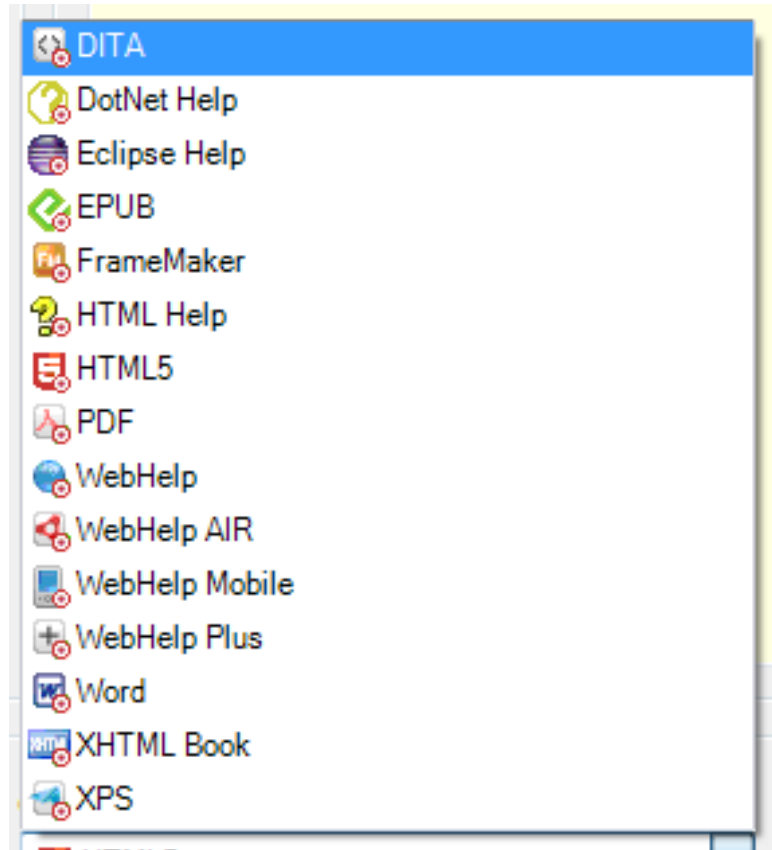 DITA
DotNet Help
Eclipse Help
EPUB
FrameMaker
HTML Help
HTML5
PDF
WebHelp
WebHelp AIR
WebHelp Mobile
WebHelp Plus
Word
XHTML Book
XPS